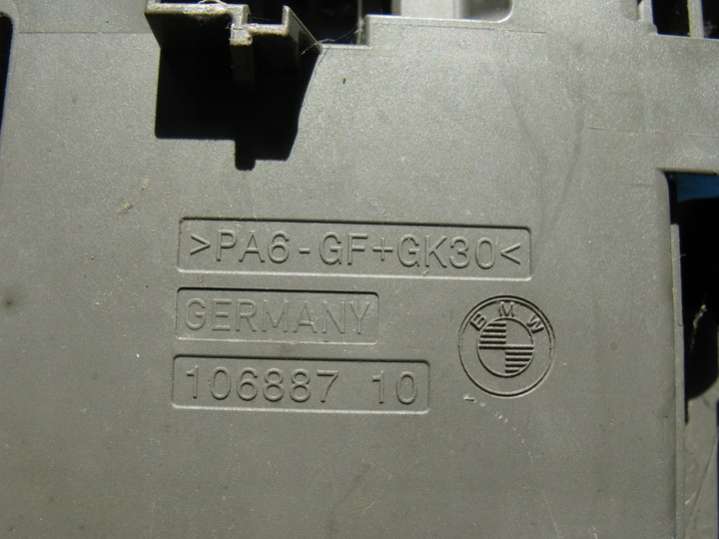 >PA6-GF+GK30<
GERMANY
BMW
106887 10